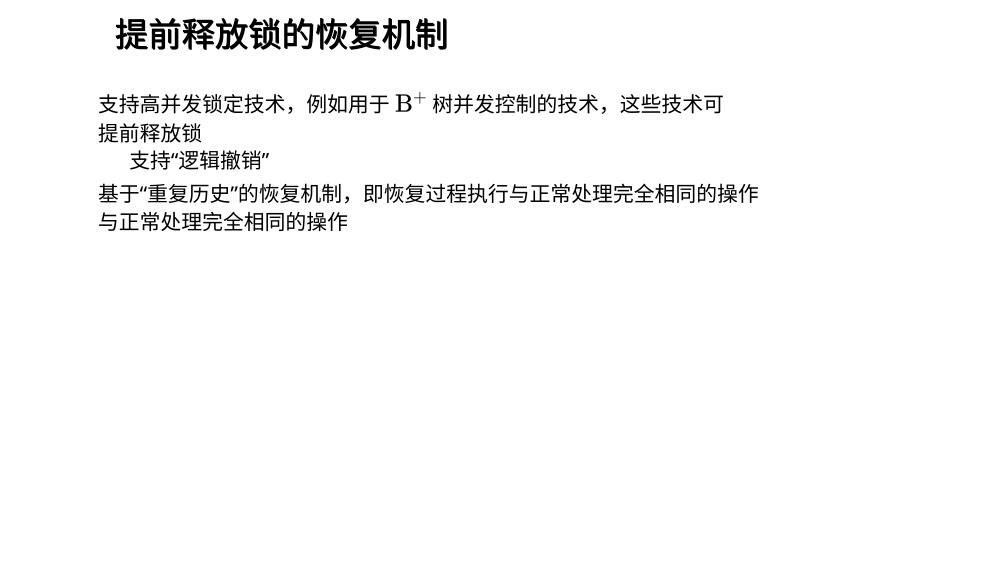 提前释放锁的恢复机制
支持高并发锁定技术，例如用于 B⁺ 树并发控制的技术，这些技术可
提前释放锁
支持“逻辑撤销”
基于“重复历史”的恢复机制，即恢复过程执行与正常处理完全相同的操作
与正常处理完全相同的操作